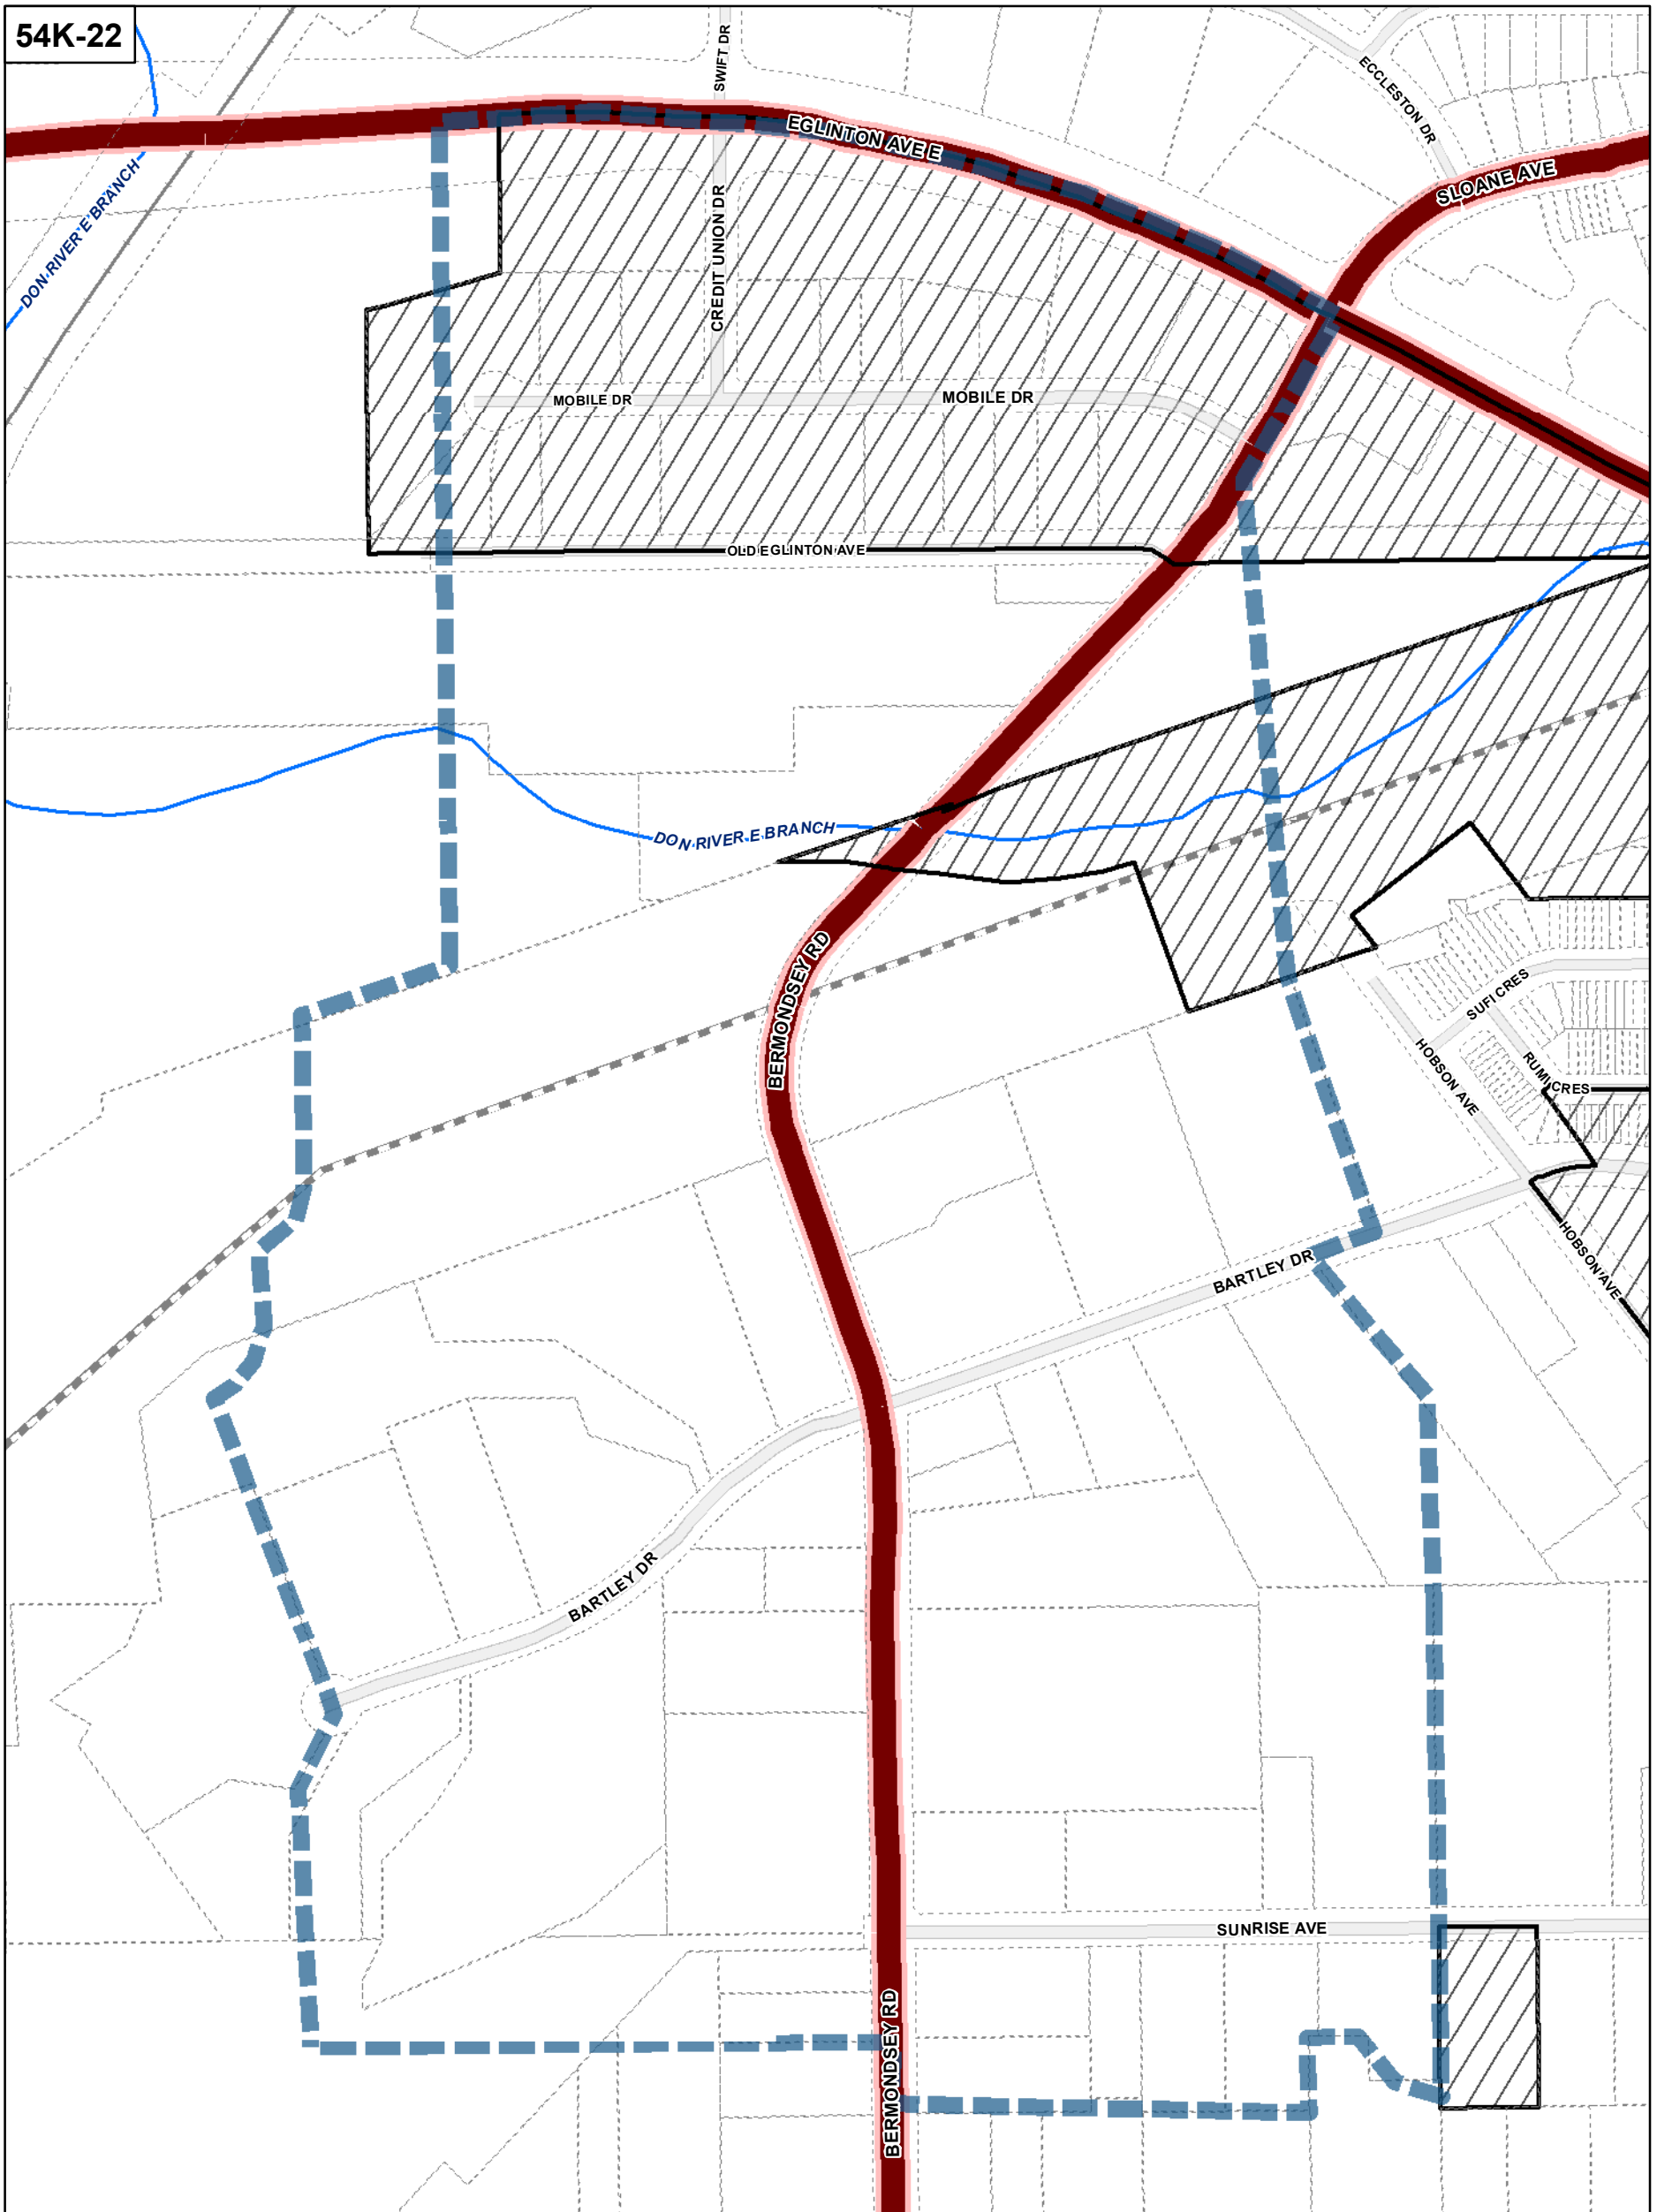 54K-22
SWIFT DR
ECCLESTON DR
EGLINTON AVE E
SLOANE AVE
DON RIVER E BRANCH
CREDIT UNION DR
MOBILE DR
MOBILE DR
OLD EGLINTON AVE
DON RIVER E BRANCH
BERMONDSEY RD
SUFI CRES
HOBSON AVE
RUMI CRES
HOBSON AVE
BARTLEY DR
BARTLEY DR
SUNRISE AVE
BERMONDSEY RD